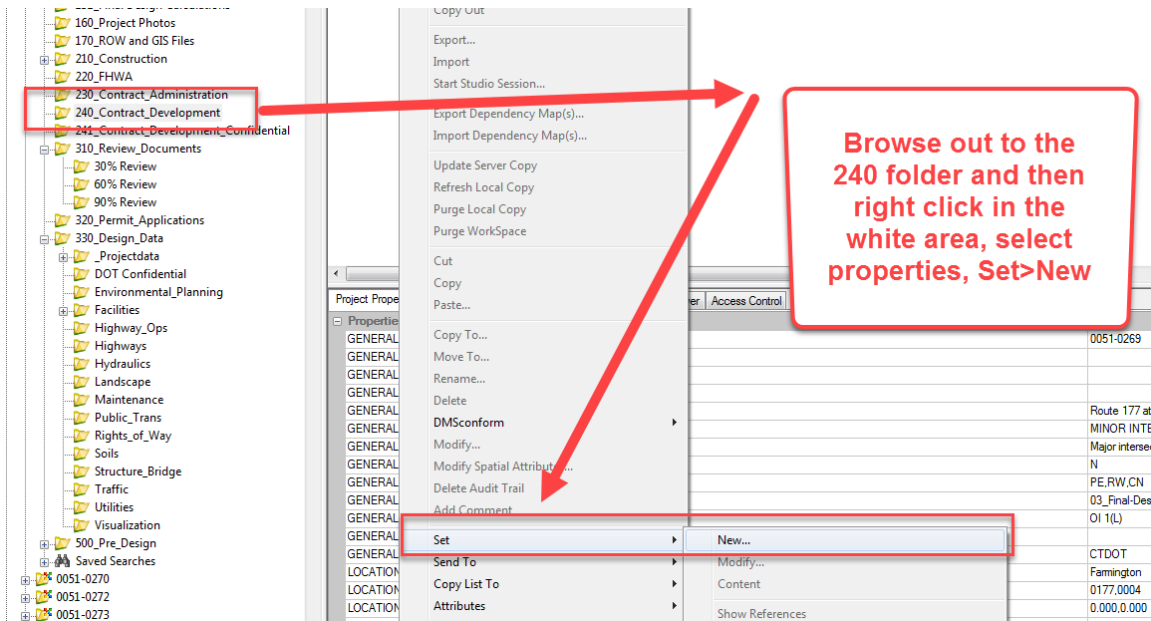 160_Project Photos
170_ROW and GIS Files
210_Construction
220_FHWA
230_Contract_Administration
240_Contract_Development
241_Contract_Development_Confidential
310_Review_Documents
30% Review
60% Review
90% Review
320_Permit_Applications
330_Design_Data
_Projectdata
DOT Confidential
Environmental_Planning
Facilities
Highway_Ops
Highways
Hydraulics
Landscape
Maintenance
Public_Trans
Rights_of_Way
Soils
Structure_Bridge
Traffic
Utilities
Visualization
500_Pre_Design
Saved Searches
0051-0270
0051-0272
0051-0273
Copy Out
Export...
Import
Start Studio Session...
Export Dependency Map(s)...
Import Dependency Map(s)...
Update Server Copy
Refresh Local Copy
Purge Local Copy
Purge WorkSpace
Cut
Copy
Paste...
Copy To...
Move To...
Rename...
Delete
DMSconform
Modify...
Modify Spatial
Delete Audit Trail
Add Comment
Set
Send To
Copy List To
Attributes
New...
Modify...
Content
Show References
Browse out to the
240 folder and then
right click in the
white area, select
properties, Set>New
Project Prope
er Access Control
Propertie
GENERAL
GENERAL
GENERAL
GENERAL
GENERAL
GENERAL
GENERAL
GENERAL
GENERAL
GENERAL
GENERAL
GENERAL
GENERAL
LOCATION
LOCATION
LOCATION
0051-0269
Route 177 at
MINOR INTE
Major interse
N
PE,RW,CN
03_Final-Des
OI 1(L)
CTDOT
Farmington
0177,0004
0.000,0.000